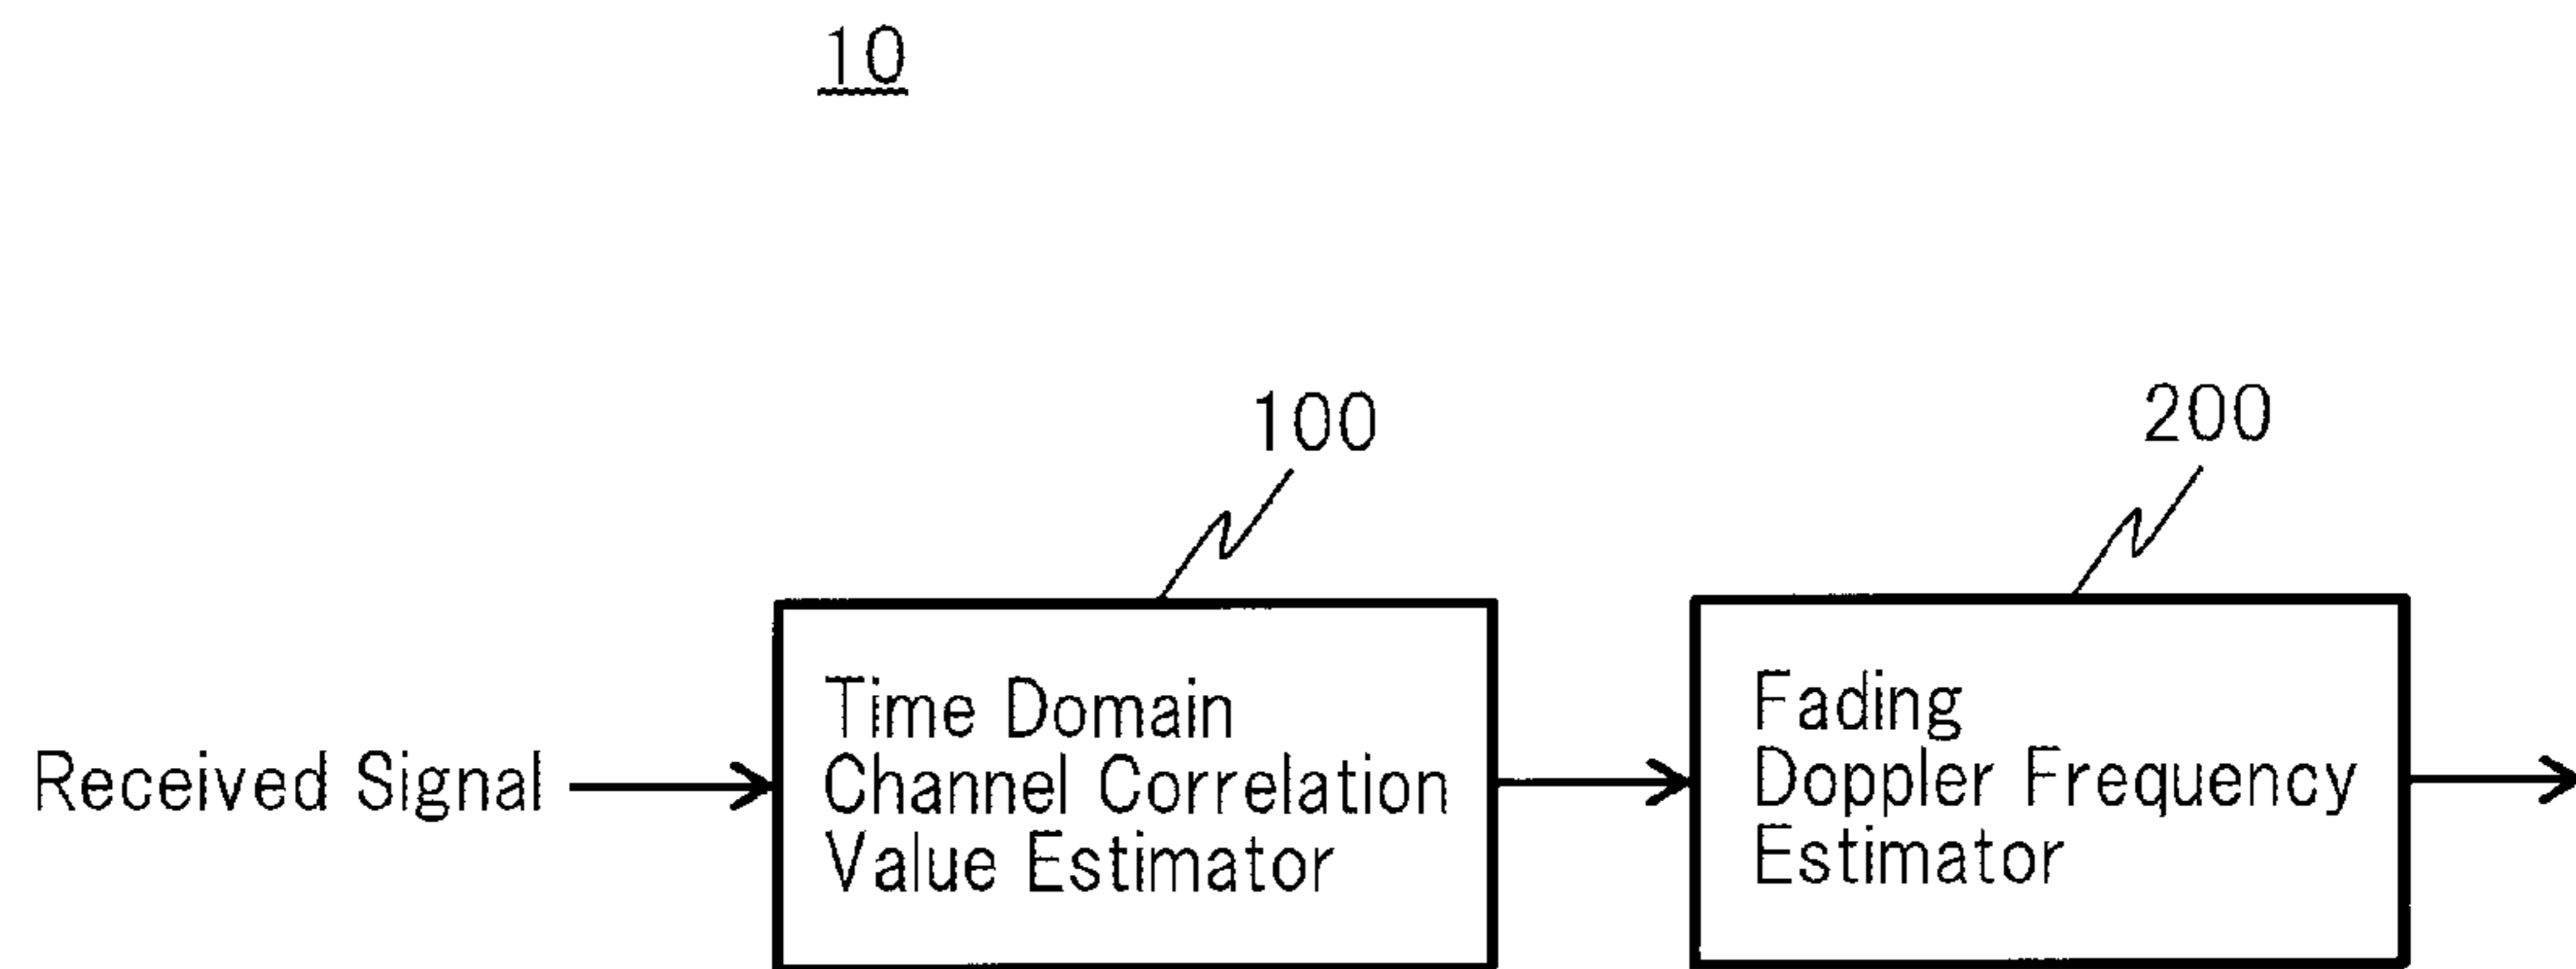 10
100
200
Received Signal
Time Domain
Channel Correlation
Value Estimator
Fading
Doppler Frequency
Estimator